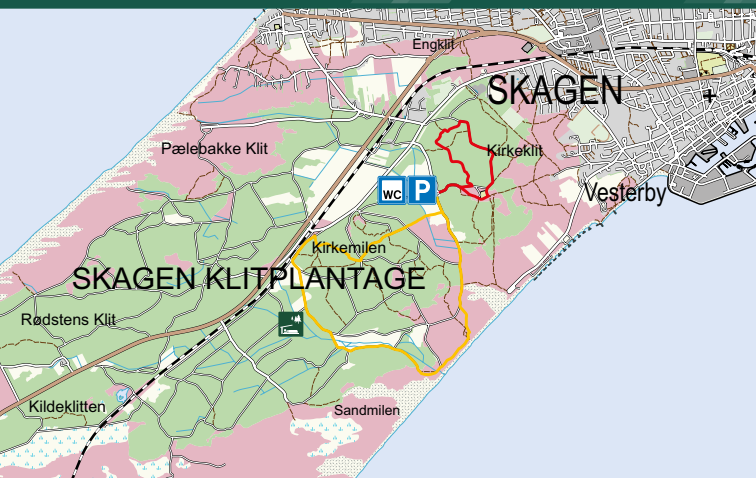 Engklit
SKAGEN
Pælebakke Klit
Kirkeklit
WC P
Vesterby
Kirkemilen
SKAGEN KLITPLANTAGE
Rødstens Klit
Kildeklitten
Sandmilen